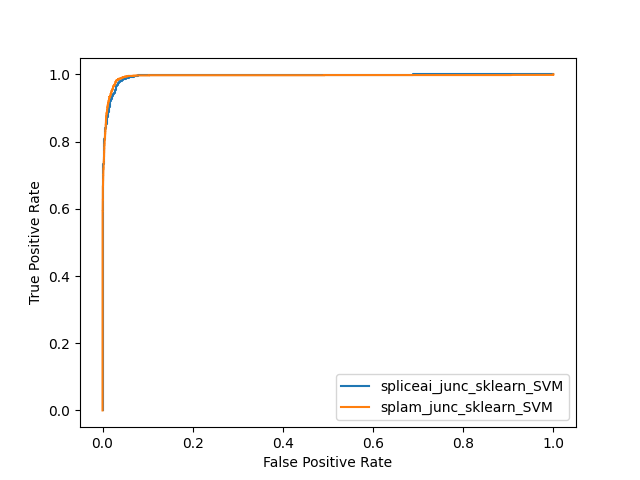 1.0
0.8
0.6
0.4
0.2
0.0
True Positive Rate
spliceai_junc_sklearn_SVM
splam_junc_sklearn_SVM
0.0 0.2 0.4 0.6 0.8 1.0
False Positive Rate